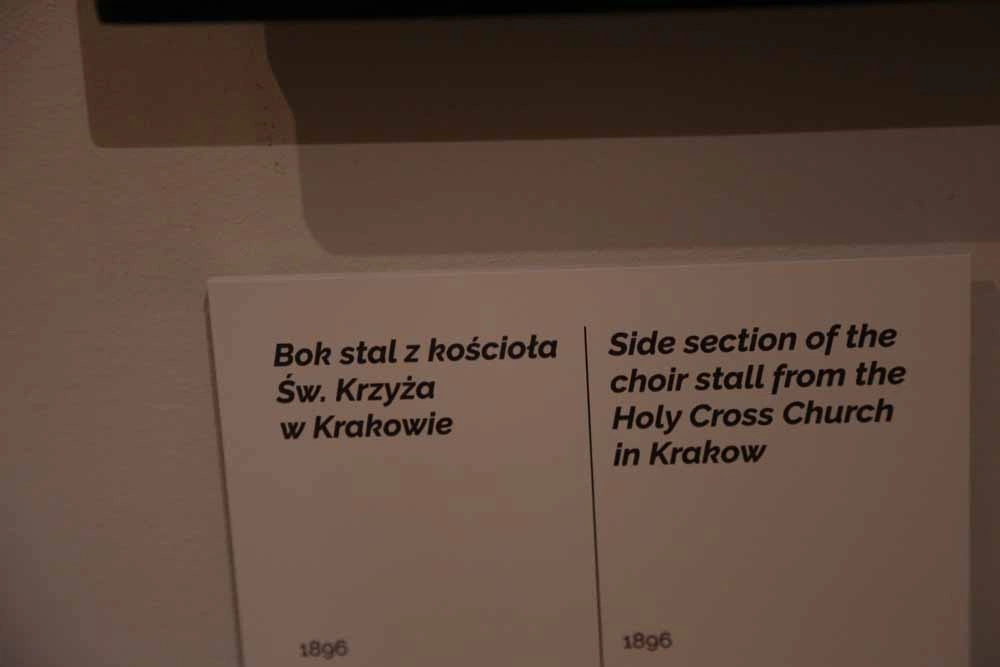 Bok stal z kościoła
Św. Krzyża
w Krakowie
1896
Side section of the
choir stall from the
Holy Cross Church
in Krakow
1896